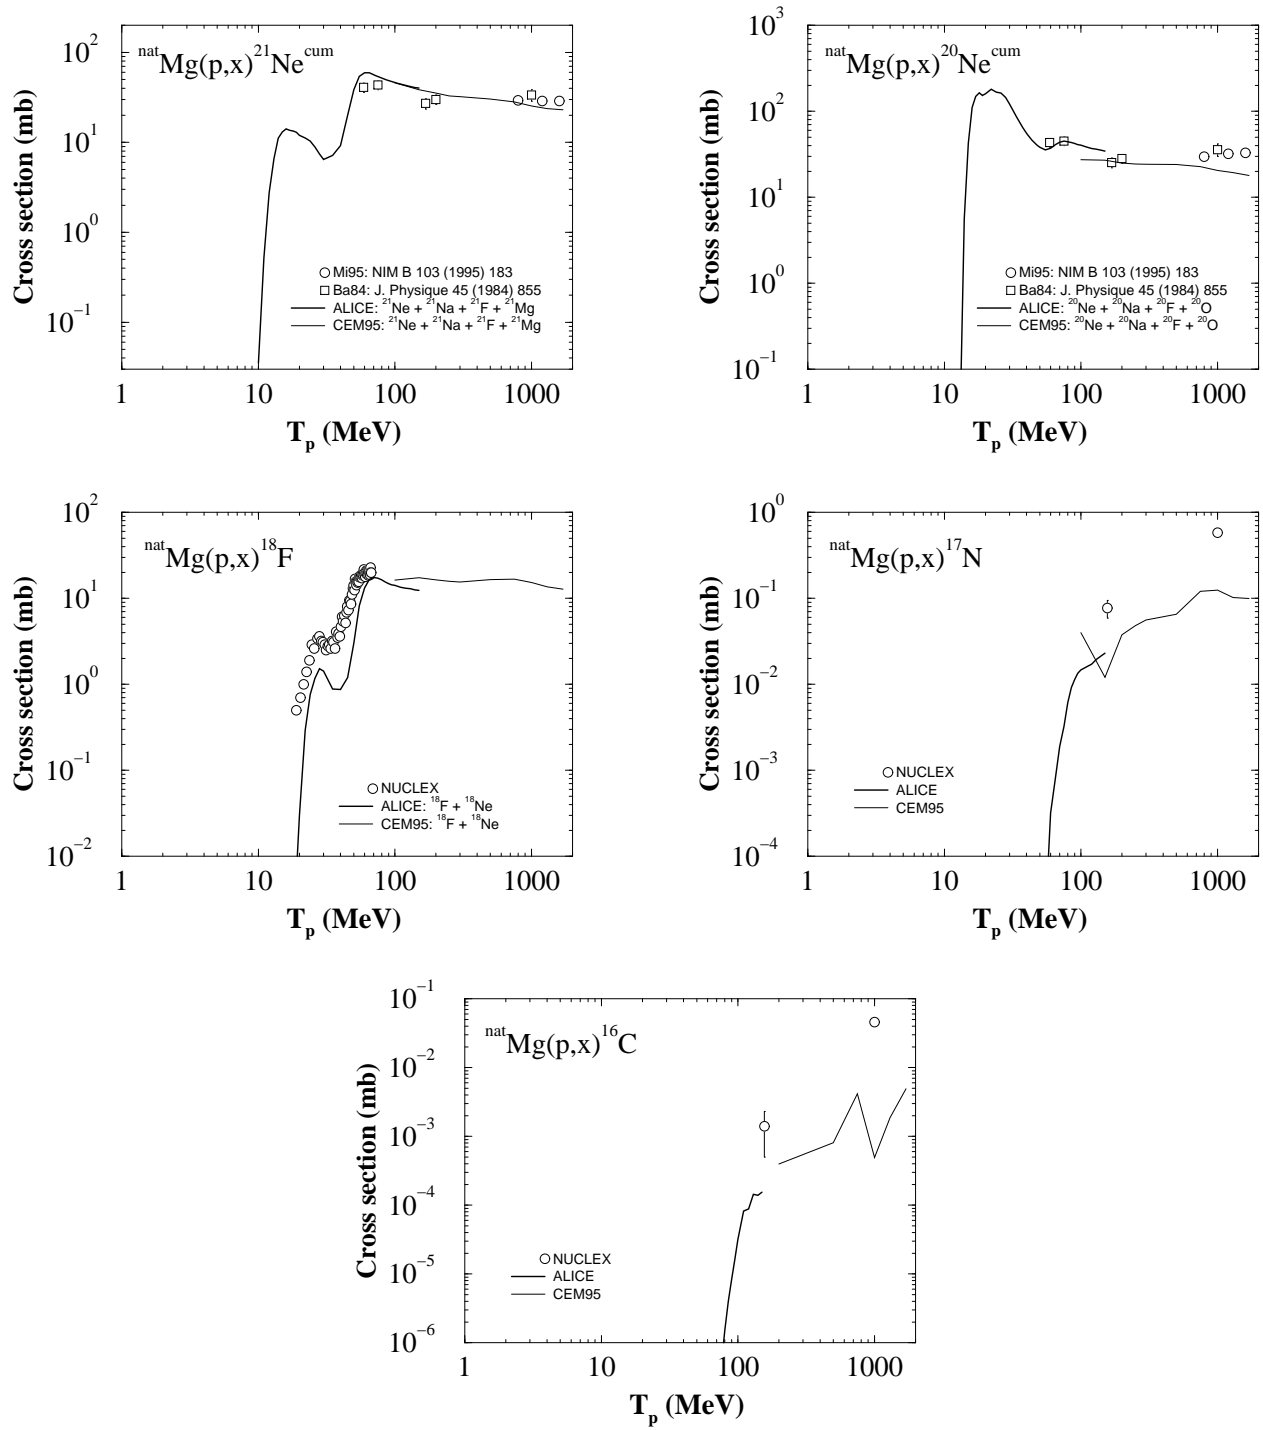 natMg(p,x)21Necum
Cross section (mb)
10^2
10^1
10^0
10^−1
○ Mi95: NIM B 103 (1995) 183
□ Ba84: J. Physique 45 (1984) 855
ALICE: 21Ne + 21Na + 21F + 21Mg
CEM95: 21Ne + 21Na + 21F + 21Mg
1 10 100 1000
Tp (MeV)
natMg(p,x)20Necum
Cross section (mb)
10^3
10^2
10^1
10^0
10^−1
○ Mi95: NIM B 103 (1995) 183
□ Ba84: J. Physique 45 (1984) 855
ALICE: 20Ne + 20Na + 20F + 20O
CEM95: 20Ne + 20Na + 20F + 20O
1 10 100 1000
Tp (MeV)
natMg(p,x)18F
Cross section (mb)
10^2
10^1
10^0
10^−1
10^−2
○ NUCLEX
ALICE: 18F + 18Ne
CEM95: 18F + 18Ne
1 10 100 1000
Tp (MeV)
natMg(p,x)17N
Cross section (mb)
10^0
10^−1
10^−2
10^−3
10^−4
○ NUCLEX
ALICE
CEM95
1 10 100 1000
Tp (MeV)
natMg(p,x)16C
Cross section (mb)
10^−1
10^−2
10^−3
10^−4
10^−5
10^−6
○ NUCLEX
ALICE
CEM95
1 10 100 1000
Tp (MeV)